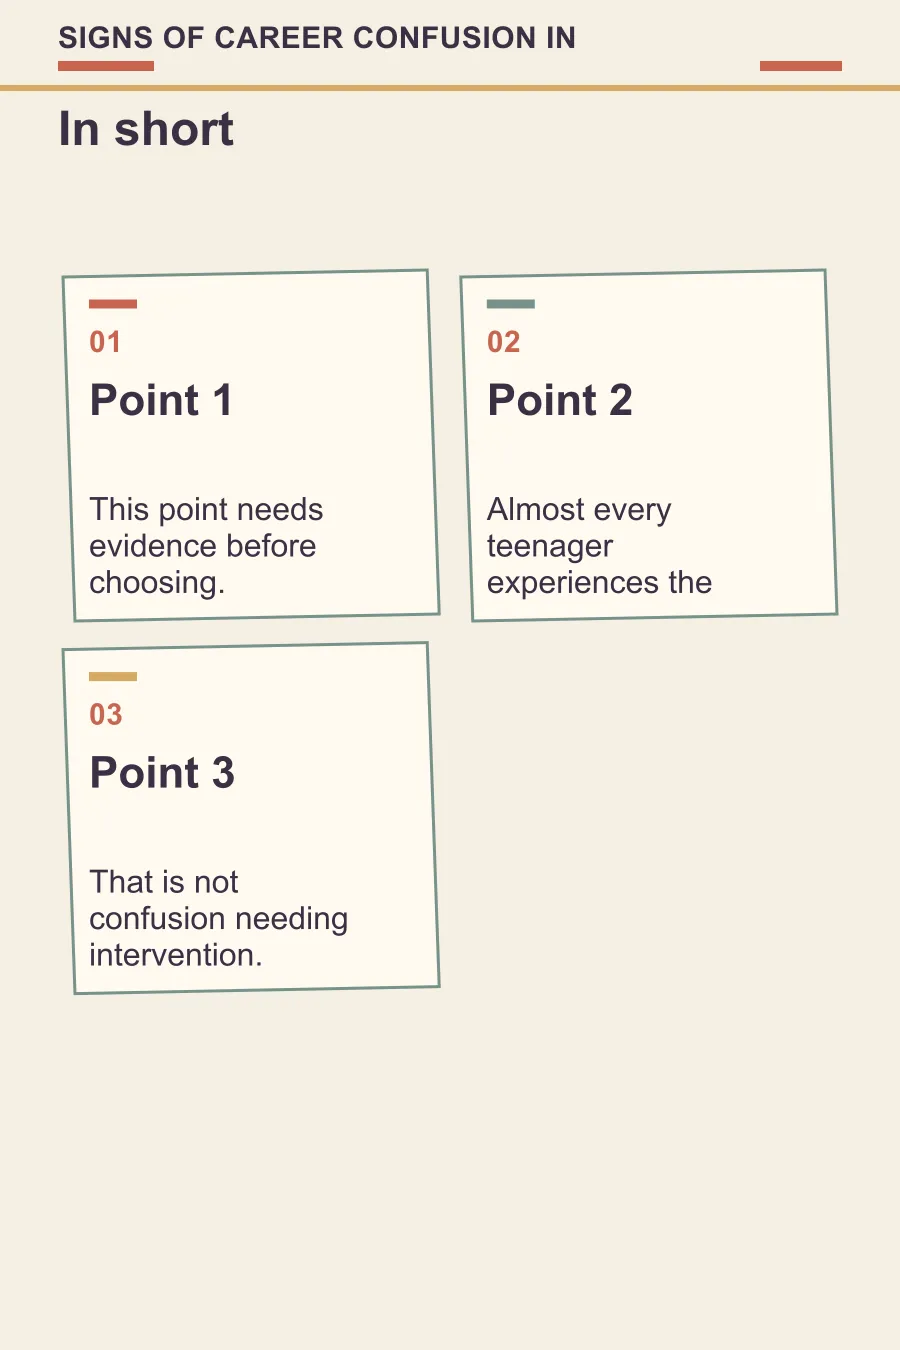 SIGNS OF CAREER CONFUSION IN
In short
01
Point 1
This point needs
evidence before
choosing.
02
Point 2
Almost every
teenager
experiences the
03
Point 3
That is not
confusion needing
intervention.